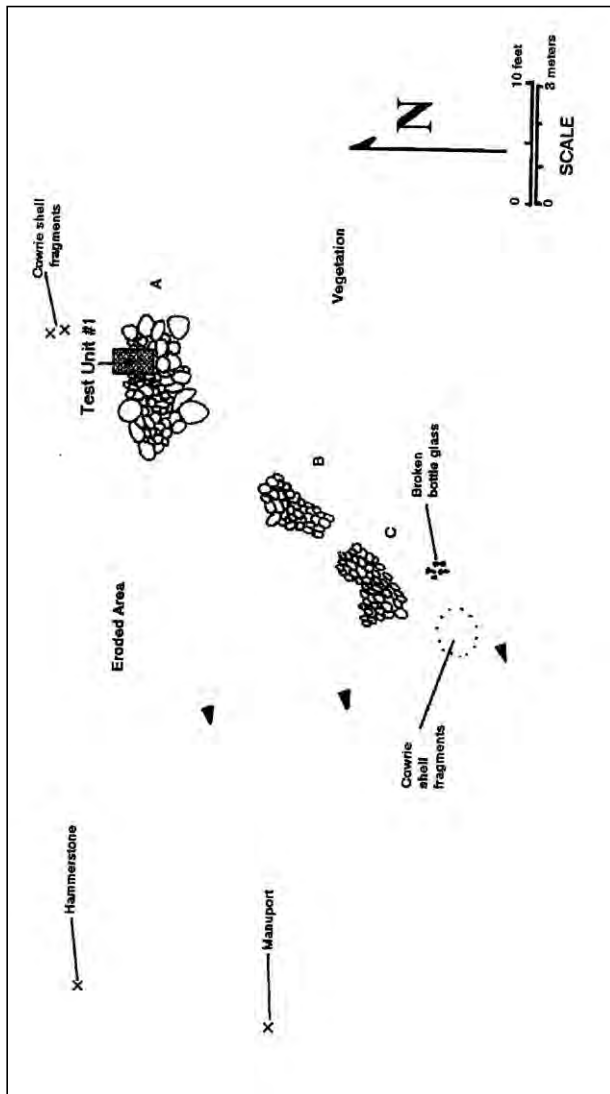 Cowrie shell
fragments
Test Unit #1
A
Eroded Area
Hammerstone
Manuport
B
C
Vegetation
Broken
bottle glass
Cowrie
shell
fragments
N
0 10 feet
0 3 meters
SCALE